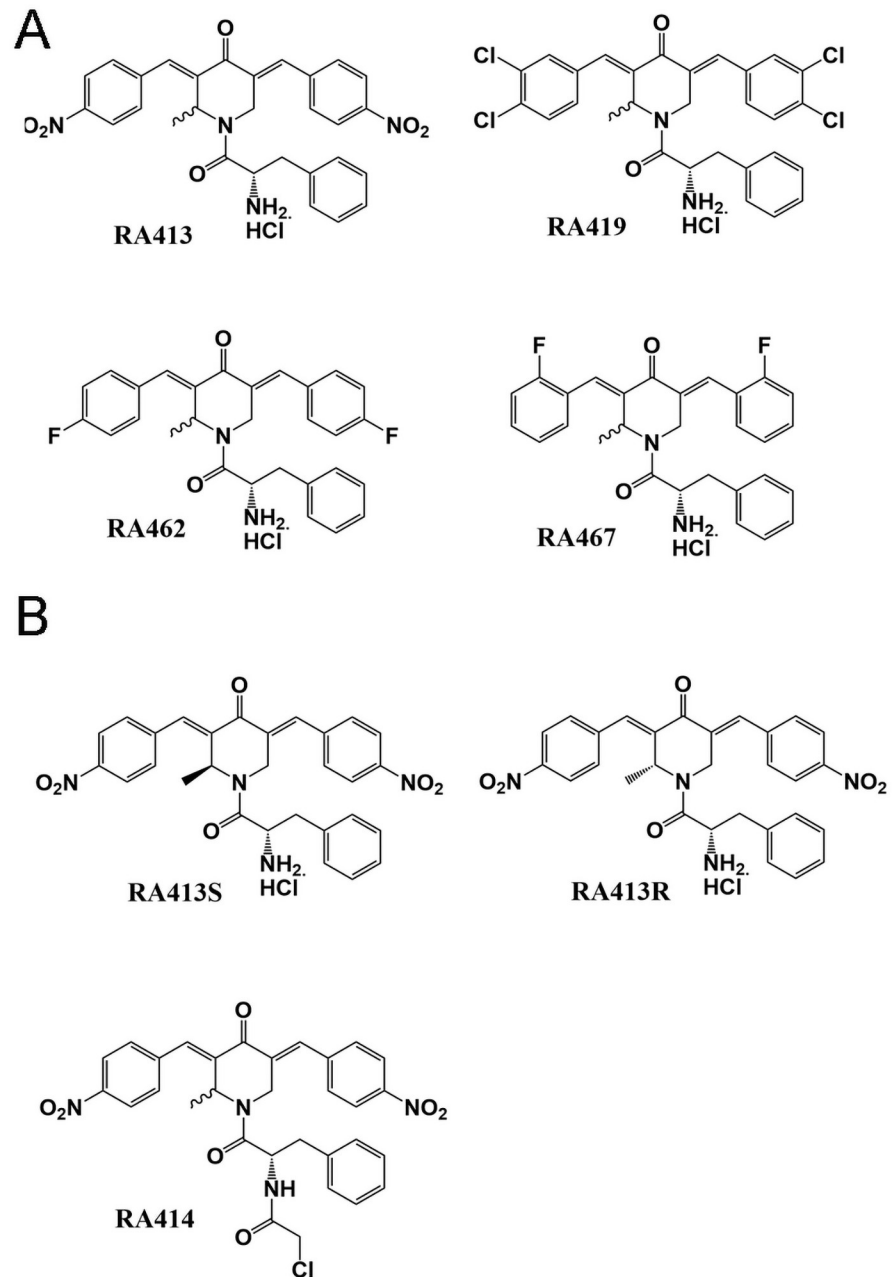 A
O
O
Cl
Cl
Cl
Cl
O₂N
N
NO₂
N
O
O
NH₂.
HCl
NH₂.
HCl
RA413
RA419
O
F
O
F
F
N
F
N
O
O
NH₂.
HCl
NH₂.
HCl
RA462
RA467
B
O
O
O₂N
N
NO₂
O₂N
N
NO₂
O
O
NH₂.
HCl
NH₂.
HCl
RA413S
RA413R
O
O₂N
N
NO₂
O
NH
RA414
O
Cl